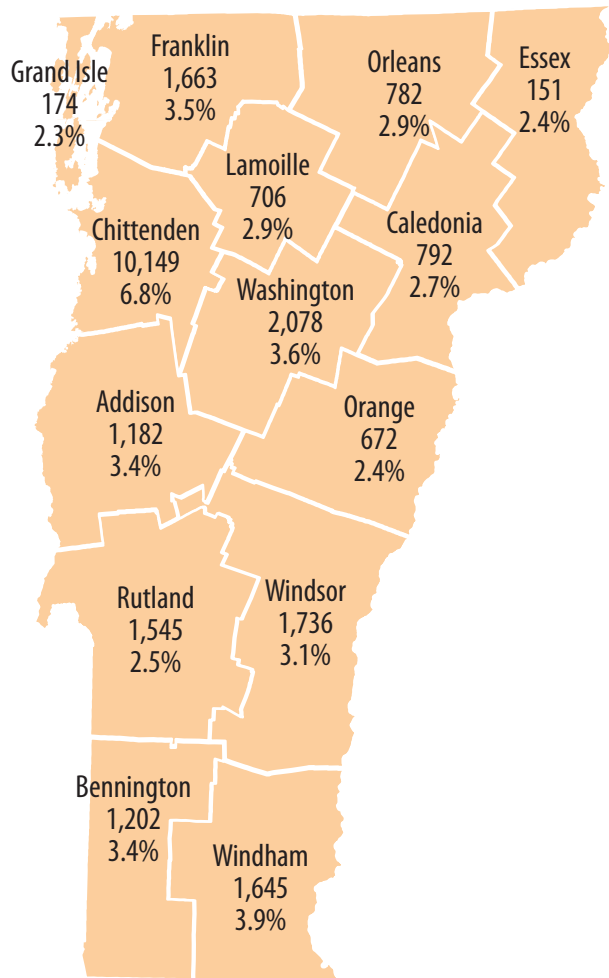 Grand Isle
174
2.3%
Franklin
1,663
3.5%
Orleans
782
2.9%
Essex
151
2.4%
Lamoille
706
2.9%
Caledonia
792
2.7%
Chittenden
10,149
6.8%
Washington
2,078
3.6%
Addison
1,182
3.4%
Orange
672
2.4%
Rutland
1,545
2.5%
Windsor
1,736
3.1%
Bennington
1,202
3.4%
Windham
1,645
3.9%